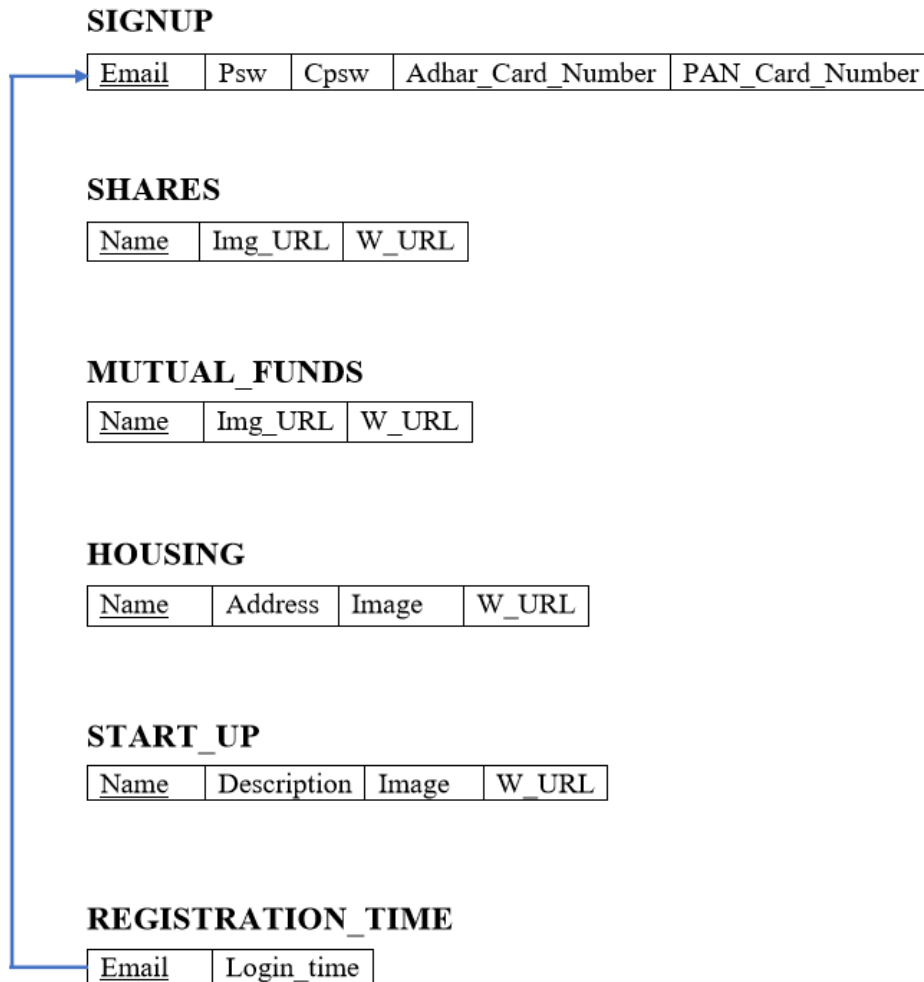 SIGNUP
Email Psw Cpsw Adhar_Card_Number PAN_Card_Number
SHARES
Name Img_URL W_URL
MUTUAL_FUNDS
Name Img_URL W_URL
HOUSING
Name Address Image W_URL
START_UP
Name Description Image W_URL
REGISTRATION_TIME
Email Login_time